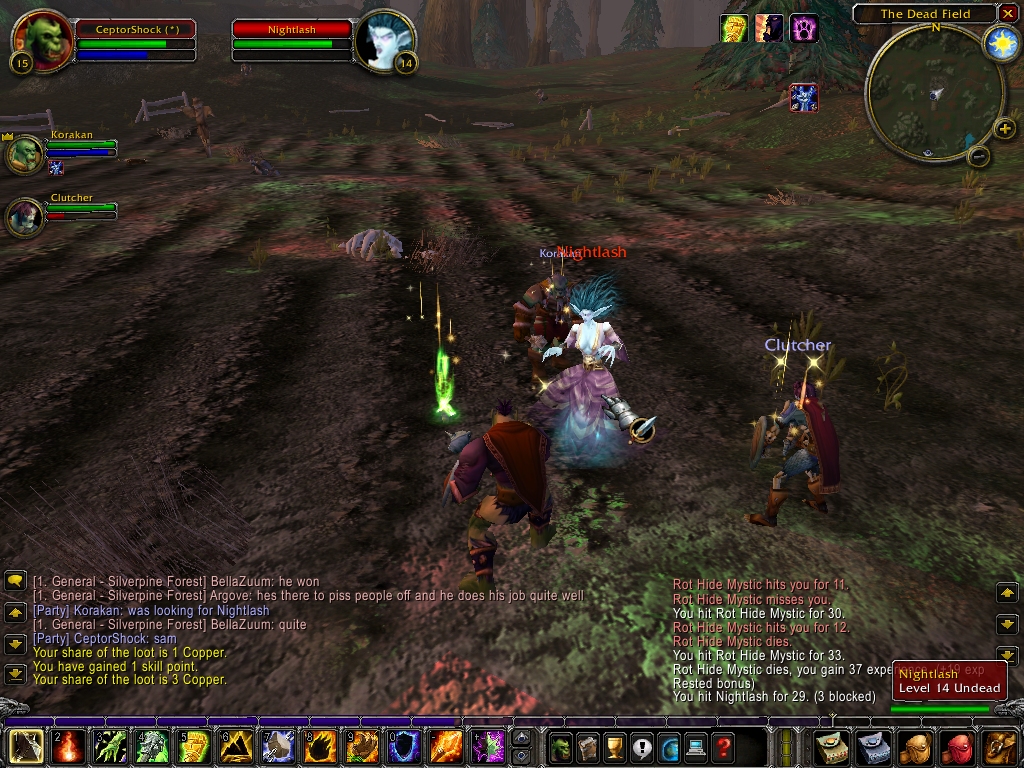 CeptorShock (*)
15
Nightlash
14
The Dead Field
N
Korakan
Clutcher
Nightlash
Clutcher
[1. General - Silverpine Forest] BellaZuum: he won
[1. General - Silverpine Forest] Argove: hes there to piss people off and he does his job quite well
[Party] Korakan: was looking for Nightlash
[1. General - Silverpine Forest] BellaZuum: quite
[Party] CeptorShock: sam
Your share of the loot is 1 Copper.
You have gained 1 skill point.
Your share of the loot is 3 Copper.
Rot Hide Mystic hits you for 11.
Rot Hide Mystic misses you.
You hit Rot Hide Mystic for 30.
Rot Hide Mystic hits you for 12.
Rot Hide Mystic dies.
You hit Rot Hide Mystic for 33.
Rot Hide Mystic dies, you gain 37 experience. (+19 exp
Rested bonus)
You hit Nightlash for 29. (3 blocked)
Nightlash
Level 14 Undead